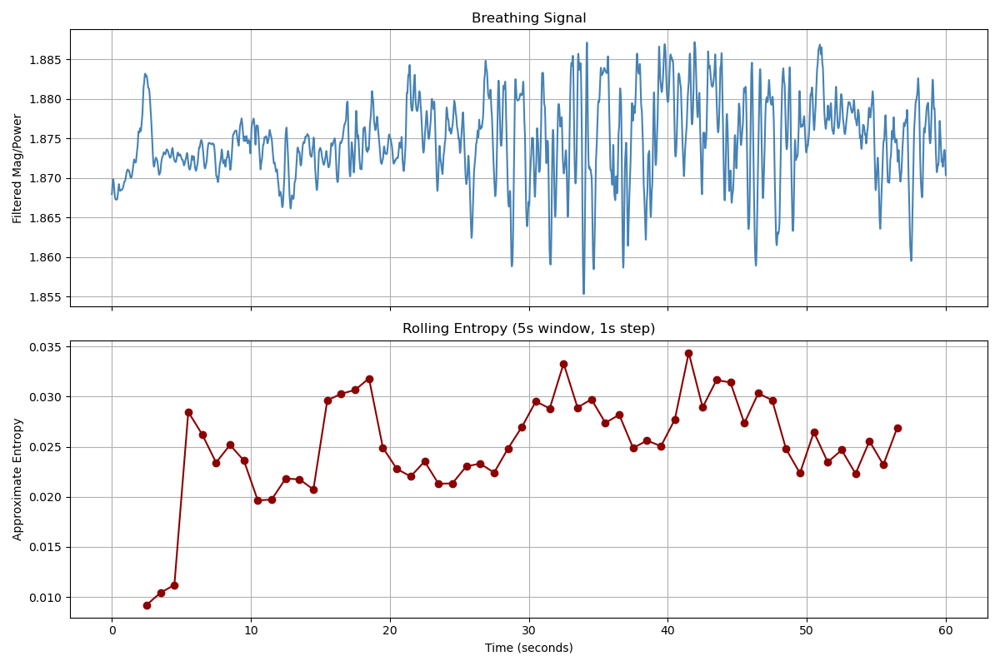 Breathing Signal
Filtered Mag/Power
1.885
1.880
1.875
1.870
1.865
1.860
1.855
Rolling Entropy (5s window, 1s step)
Approximate Entropy
0.035
0.030
0.025
0.020
0.015
0.010
0 10 20 30 40 50 60
Time (seconds)